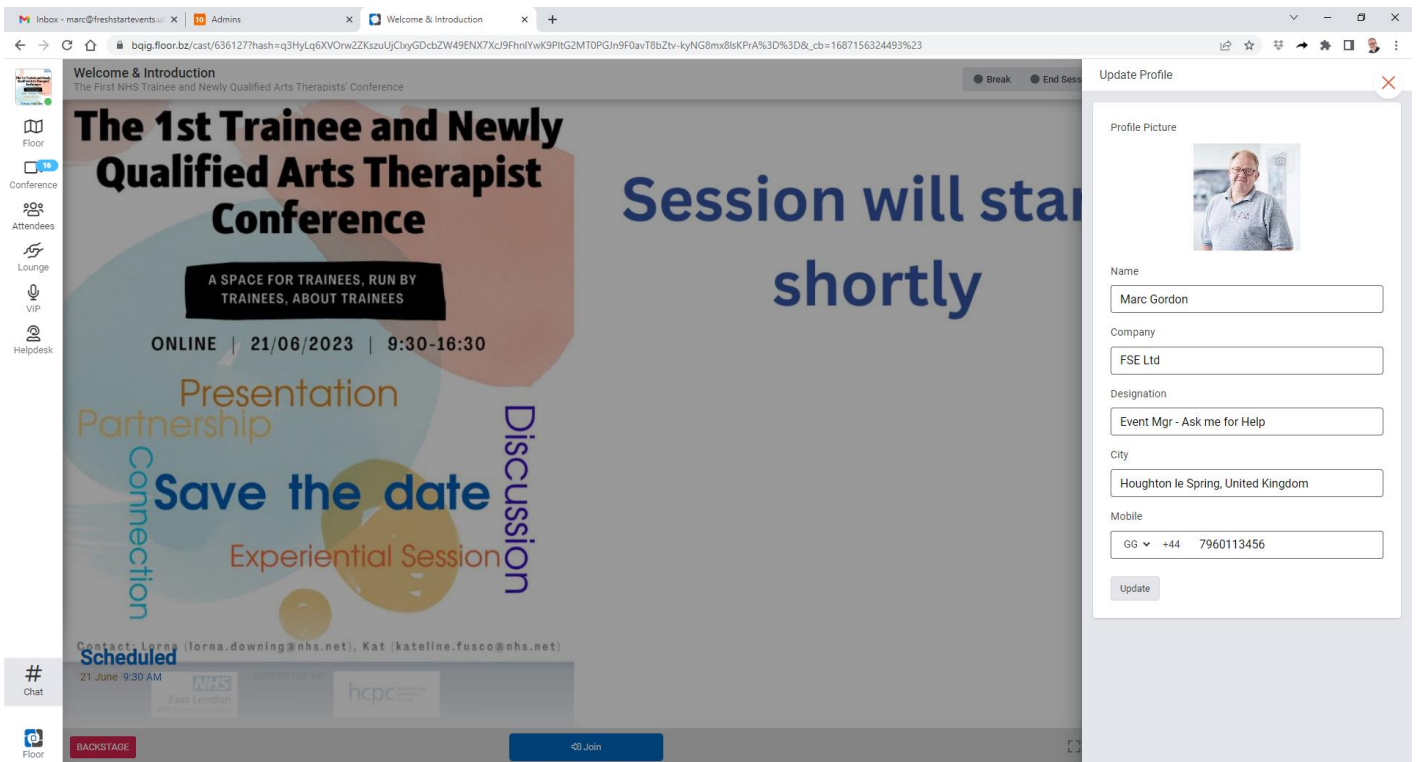 Inbox - marc@freshstartevents.u
Admins
Welcome & Introduction
bqig.floor.bz/cast/636127?hash=q3HyLq6XVOrw2ZKszuUjClxyGDcbZW49ENX7XcJ9FhnlYwK9PltG2MT0PGJn9F0avT8bZtv-kyNG8mx8lsKPrA%3D%3D&_cb=1687156324493%23
Welcome & Introduction
The First NHS Trainee and Newly Qualified Arts Therapists' Conference
Break
End Sess
Floor
16
Conference
Attendees
Lounge
VIP
Helpdesk
Chat
Floor
The 1st Trainee and Newly
Qualified Arts Therapist
Conference
A SPACE FOR TRAINEES, RUN BY
TRAINEES, ABOUT TRAINEES
ONLINE | 21/06/2023 | 9:30-16:30
Presentation
Partnership
Discussion
Connection
Save the date
Experiential Session
Contact: Lorna (lorna.downing@nhs.net), Kat (kateline.fusco@nhs.net)
Scheduled
21 June 9:30 AM
NHS
East London
hcpc
Session will star
shortly
BACKSTAGE
Join
Update Profile
Profile Picture
Name
Marc Gordon
Company
FSE Ltd
Designation
Event Mgr - Ask me for Help
City
Houghton le Spring, United Kingdom
Mobile
GG +44 7960113456
Update